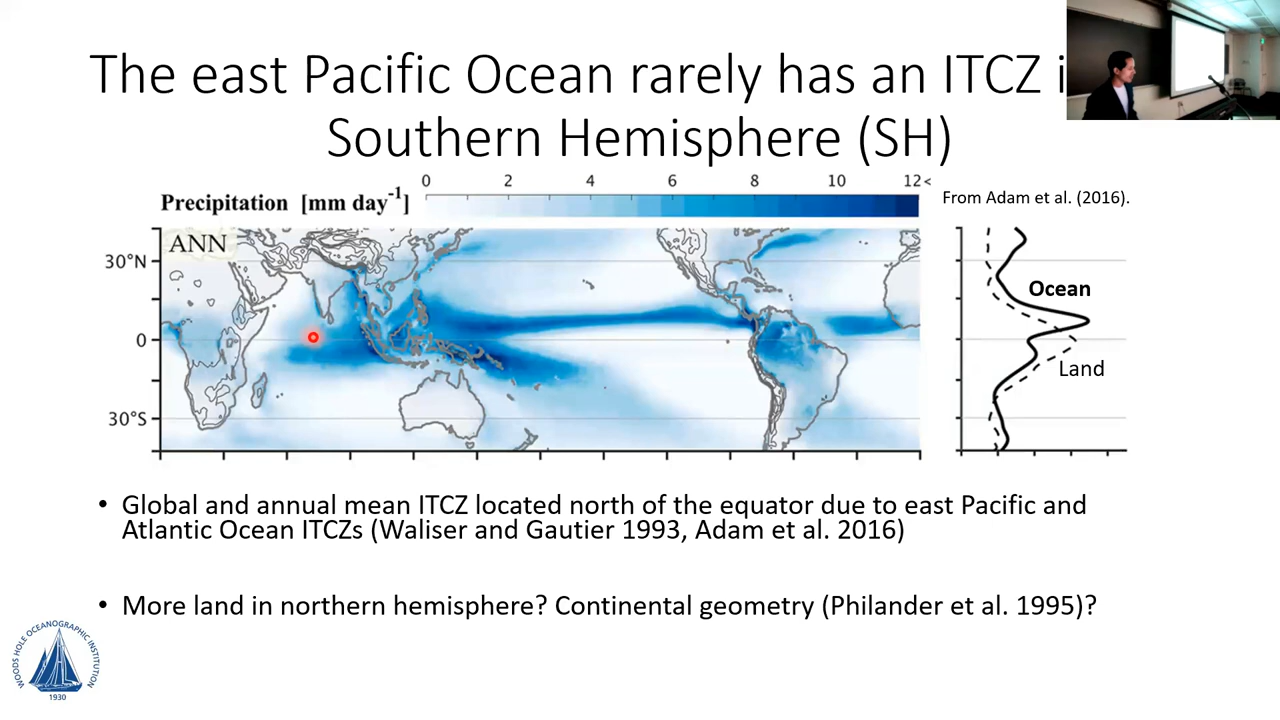 The east Pacific Ocean rarely has an ITCZ
Southern Hemisphere (SH)
Precipitation [mm day-1]
0 2 4 6 8 10 12<
From Adam et al. (2016).
ANN
30°N
0
30°S
Ocean
Land
• Global and annual mean ITCZ located north of the equator due to east Pacific and
Atlantic Ocean ITCZs (Waliser and Gautier 1993, Adam et al. 2016)
• More land in northern hemisphere? Continental geometry (Philander et al. 1995)?
WOODS HOLE OCEANOGRAPHIC INSTITUTION
1930